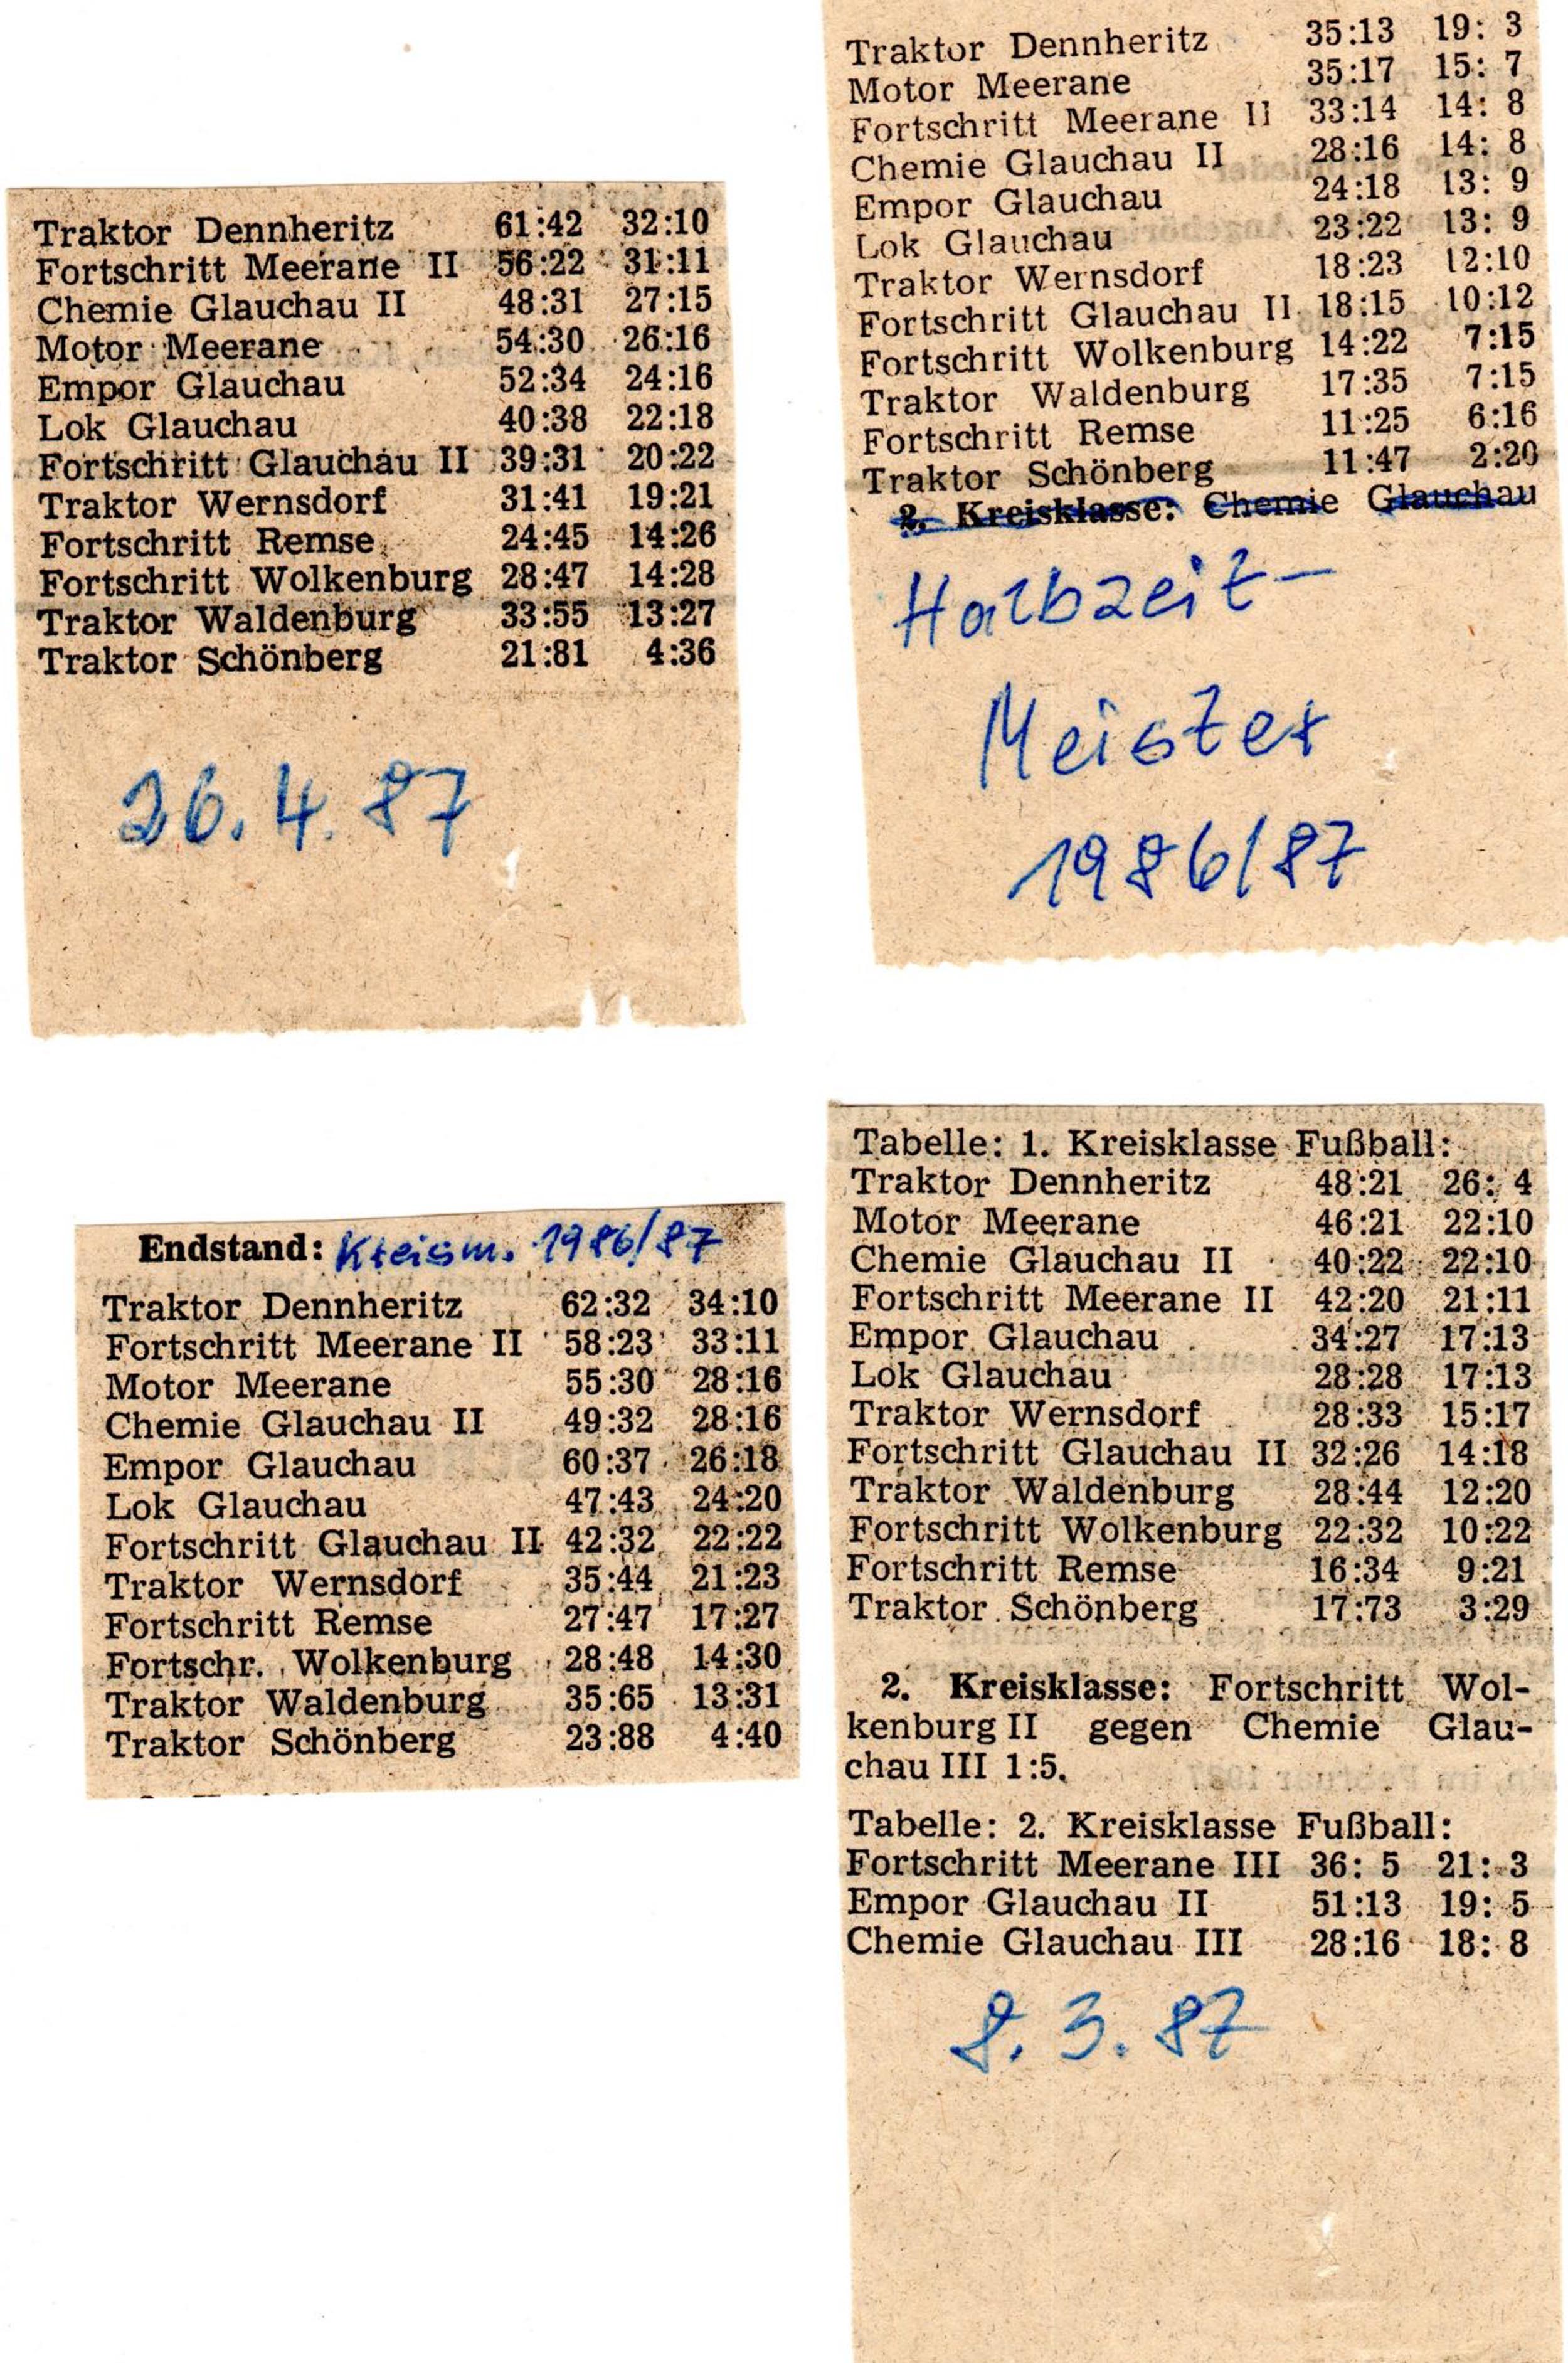 Traktor Dennheritz 61:42 32:10
Fortschritt Meerane II 56:22 31:11
Chemie Glauchau II 48:31 27:15
Motor Meerane 54:30 26:16
Empor Glauchau 52:34 24:16
Lok Glauchau 40:38 22:18
Fortschritt Glauchau II 39:31 20:22
Traktor Wernsdorf 31:41 19:21
Fortschritt Remse 24:45 14:26
Fortschritt Wolkenburg 28:47 14:28
Traktor Waldenburg 33:55 13:27
Traktor Schönberg 21:81 4:36
26.4.87
Traktor Dennheritz 35:13 19: 3
Motor Meerane 35:17 15: 7
Fortschritt Meerane II 33:14 14: 8
Chemie Glauchau II 28:16 14: 8
Empor Glauchau 24:18 13: 9
Lok Glauchau 23:22 13: 9
Traktor Wernsdorf 18:23 12:10
Fortschritt Glauchau II 18:15 10:12
Fortschritt Wolkenburg 14:22 7:15
Traktor Waldenburg 17:35 7:15
Fortschritt Remse 11:25 6:16
Traktor Schönberg 11:47 2:20
2. Kreisklasse: Chemie Glauchau
Halbzeit-
Meister
1986/87
Endstand: Kreism. 1986/87
Traktor Dennheritz 62:32 34:10
Fortschritt Meerane II 58:23 33:11
Motor Meerane 55:30 28:16
Chemie Glauchau II 49:32 28:16
Empor Glauchau 60:37 26:18
Lok Glauchau 47:43 24:20
Fortschritt Glauchau II 42:32 22:22
Traktor Wernsdorf 35:44 21:23
Fortschritt Remse 27:47 17:27
Fortschr. Wolkenburg 28:48 14:30
Traktor Waldenburg 35:65 13:31
Traktor Schönberg 23:88 4:40
Tabelle: 1. Kreisklasse Fußball:
Traktor Dennheritz 48:21 26: 4
Motor Meerane 46:21 22:10
Chemie Glauchau II 40:22 22:10
Fortschritt Meerane II 42:20 21:11
Empor Glauchau 34:27 17:13
Lok Glauchau 28:28 17:13
Traktor Wernsdorf 28:33 15:17
Fortschritt Glauchau II 32:26 14:18
Traktor Waldenburg 28:44 12:20
Fortschritt Wolkenburg 22:32 10:22
Fortschritt Remse 16:34 9:21
Traktor Schönberg 17:73 3:29
2. Kreisklasse: Fortschritt Wol-
kenburg II gegen Chemie Glau-
chau III 1:5.
Tabelle: 2. Kreisklasse Fußball:
Fortschritt Meerane III 36: 5 21: 3
Empor Glauchau II 51:13 19: 5
Chemie Glauchau III 28:16 18: 8
8.3.87